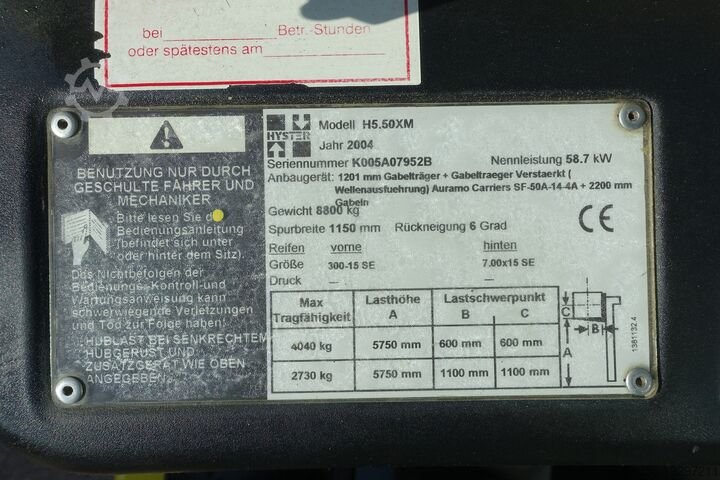 bei Betr.-Stunden
oder spätestens am
BENUTZUNG NUR DURCH
GESCHULTE FAHRER UND
MECHANIKER
Bitte lesen Sie
Bedienungsanleitung
(befindet sich unter
oder hinter dem Sitz).
Das Nichtbefolgen der
Bedienungs-Kontroll-und
Wartungsanweisung kann
schwerwiegende Verletzungen
und Tod zur Folge haben!
HUBLAST BEI SENKRECHTEM
HUBGERUST UND
ZUSATZGERAT WIE OBEN
ANGEGEBEN.
HYSTER
Modell H5.50XM
Jahr 2004
Seriennummer K005A07952B Nennleistung 58.7 kW
Anbaugerät: 1201 mm Gabelträger + Gabeltraeger Verstaerkt (
Wellenausfuehrung) Auramo Carriers SF-50A-14-4A + 2200 mm
Gabeln
Gewicht 8800 kg
Spurbreite 1150 mm Rückneigung 6 Grad
CE
Reifen vorne hinten
Größe 300-15 SE 7.00x15 SE
Druck — —
Max Tragfähigkeit Lasthöhe A Lastschwerpunkt B C
4040 kg 5750 mm 600 mm 600 mm
2730 kg 5750 mm 1100 mm 1100 mm
C
B
A
1381132.4